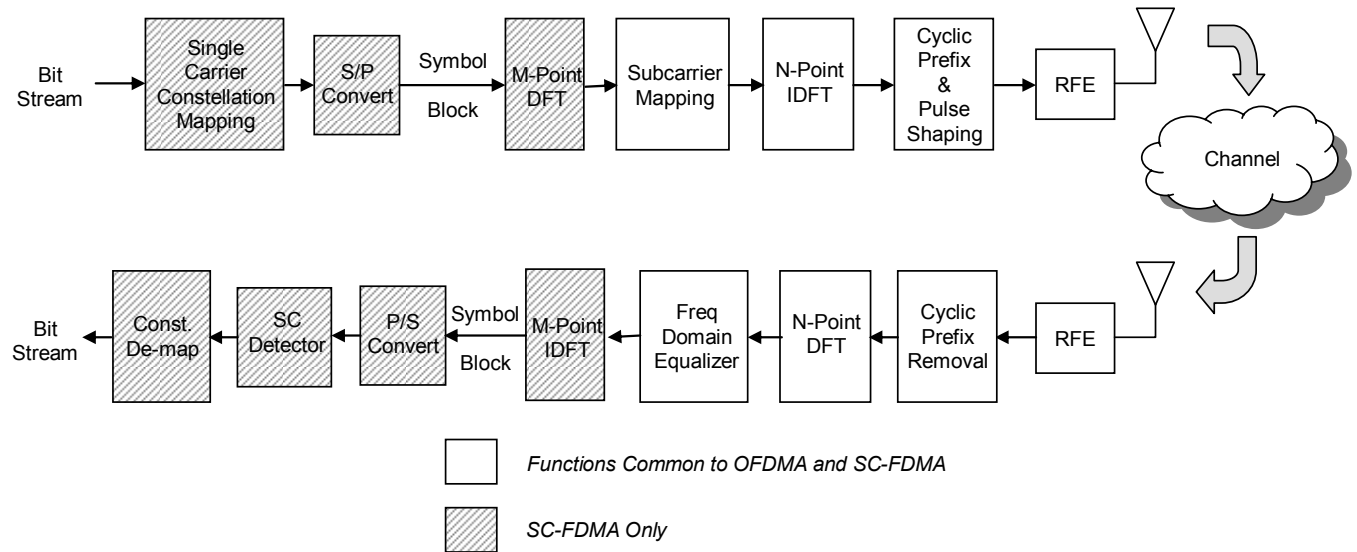 Bit
Stream
Single
Carrier
Constellation
Mapping
S/P
Convert
Symbol
Block
M-Point
DFT
Subcarrier
Mapping
N-Point
IDFT
Cyclic
Prefix
&
Pulse
Shaping
RFE
Channel
Bit
Stream
Const.
De-map
SC
Detector
P/S
Convert
Symbol
Block
M-Point
IDFT
Freq
Domain
Equalizer
N-Point
DFT
Cyclic
Prefix
Removal
RFE
Functions Common to OFDMA and SC-FDMA
SC-FDMA Only